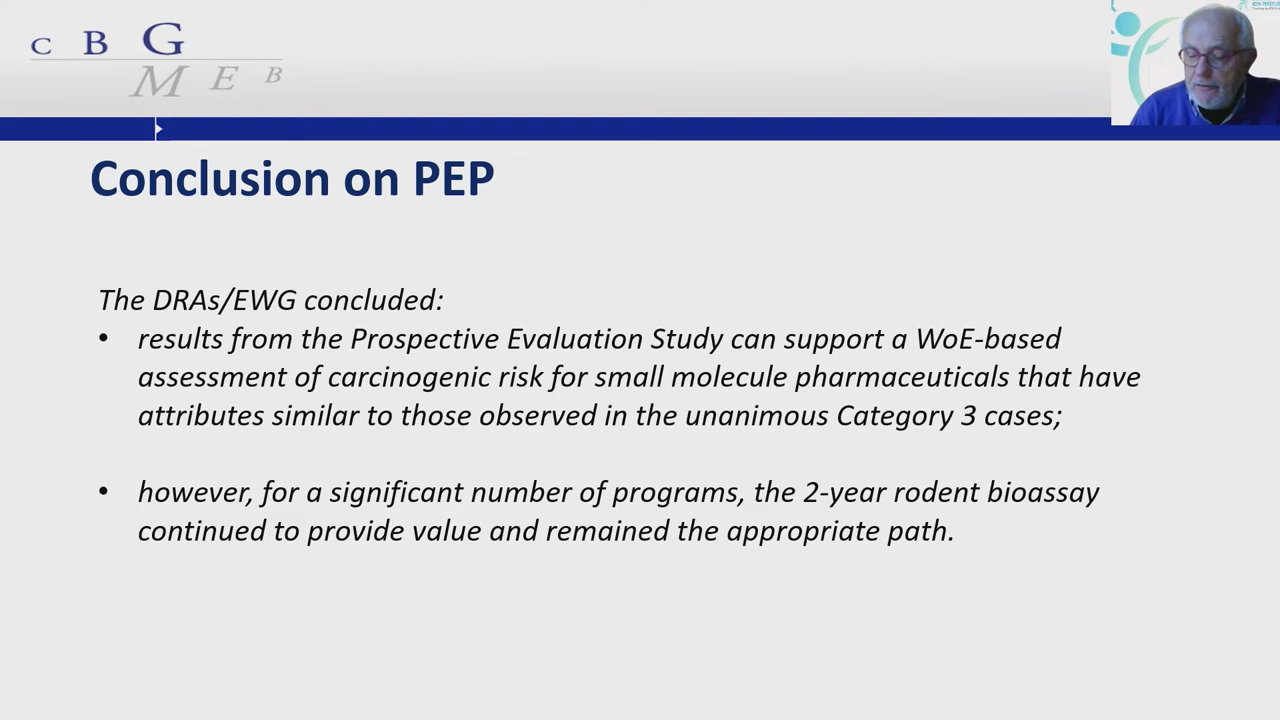 C B G
M E B
Conclusion on PEP
The DRAs/EWG concluded:
• results from the Prospective Evaluation Study can support a WoE-based
assessment of carcinogenic risk for small molecule pharmaceuticals that have
attributes similar to those observed in the unanimous Category 3 cases;
• however, for a significant number of programs, the 2-year rodent bioassay
continued to provide value and remained the appropriate path.